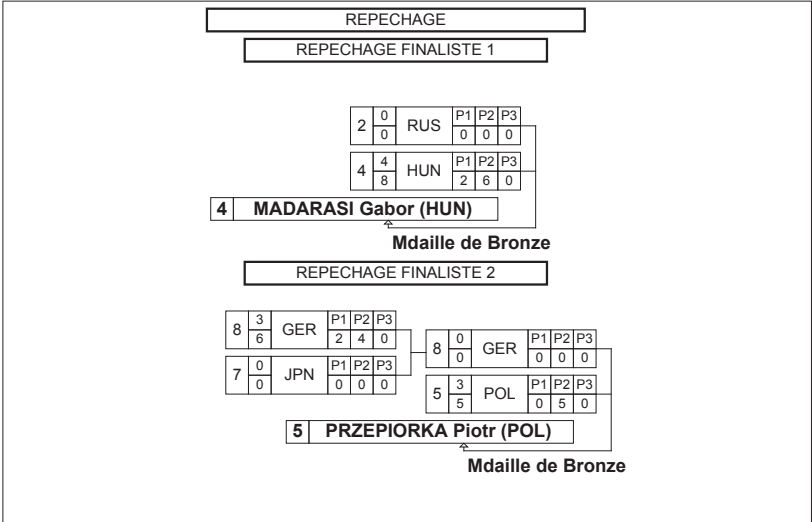 REPECHAGE
REPECHAGE FINALISTE 1
2 0 RUS P1 P2 P3
0 0 0 0
4 4 HUN P1 P2 P3
8 2 6 0
4 MADARASI Gabor (HUN)
Mdaille de Bronze
REPECHAGE FINALISTE 2
8 3 GER P1 P2 P3
6 2 4 0
7 0 JPN P1 P2 P3
0 0 0 0
8 0 GER P1 P2 P3
0 0 0 0
5 3 POL P1 P2 P3
5 0 5 0
5 PRZEPIORKA Piotr (POL)
Mdaille de Bronze